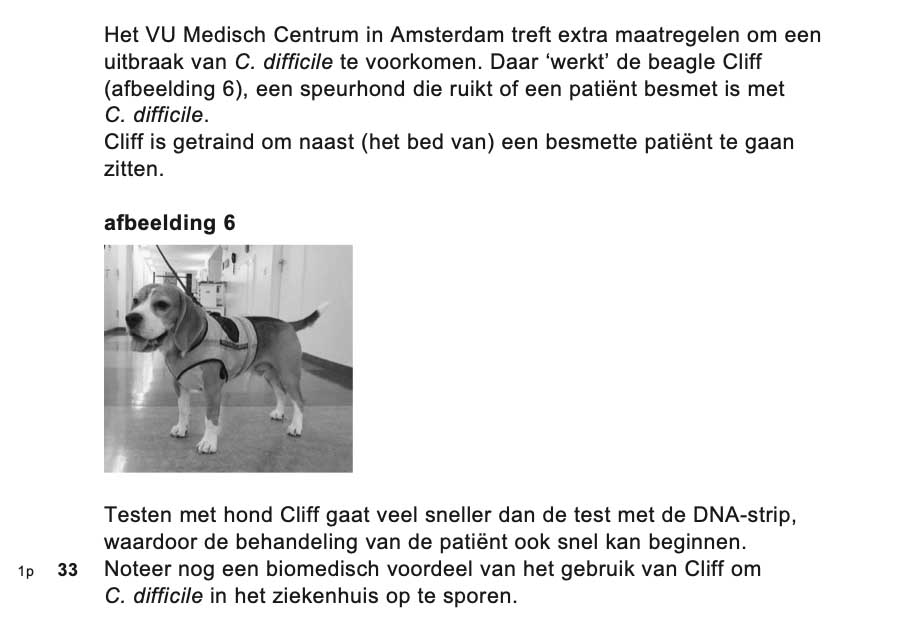 Het VU Medisch Centrum in Amsterdam treft extra maatregelen om een
uitbraak van C. difficile te voorkomen. Daar ‘werkt’ de beagle Cliff
(afbeelding 6), een speurhond die ruikt of een patiënt besmet is met
C. difficile.
Cliff is getraind om naast (het bed van) een besmette patiënt te gaan
zitten.
afbeelding 6
Testen met hond Cliff gaat veel sneller dan de test met de DNA-strip,
waardoor de behandeling van de patiënt ook snel kan beginnen.
1p 33 Noteer nog een biomedisch voordeel van het gebruik van Cliff om
C. difficile in het ziekenhuis op te sporen.